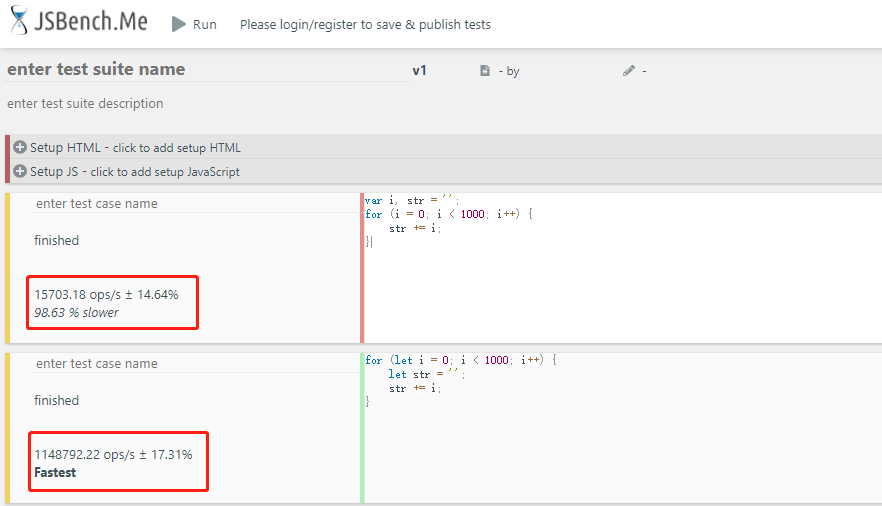 JSBench.Me Run Please login/register to save & publish tests
enter test suite name v1 - by -
enter test suite description
Setup HTML - click to add setup HTML
Setup JS - click to add setup JavaScript
enter test case name
finished
15703.18 ops/s ± 14.64%
98.63 % slower
var i, str = '';
for (i = 0; i < 1000; i++) {
    str += i;
}
enter test case name
finished
1148792.22 ops/s ± 17.31%
Fastest
for (let i = 0; i < 1000; i++) {
    let str = '';
    str += i;
}